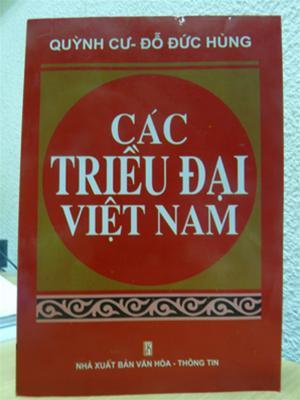 QUỲNH CƯ- ĐỖ ĐỨC HÙNG
CÁC
TRIỀU ĐẠI
VIỆT NAM
NHÀ XUẤT BẢN VĂN HÓA - THÔNG TIN